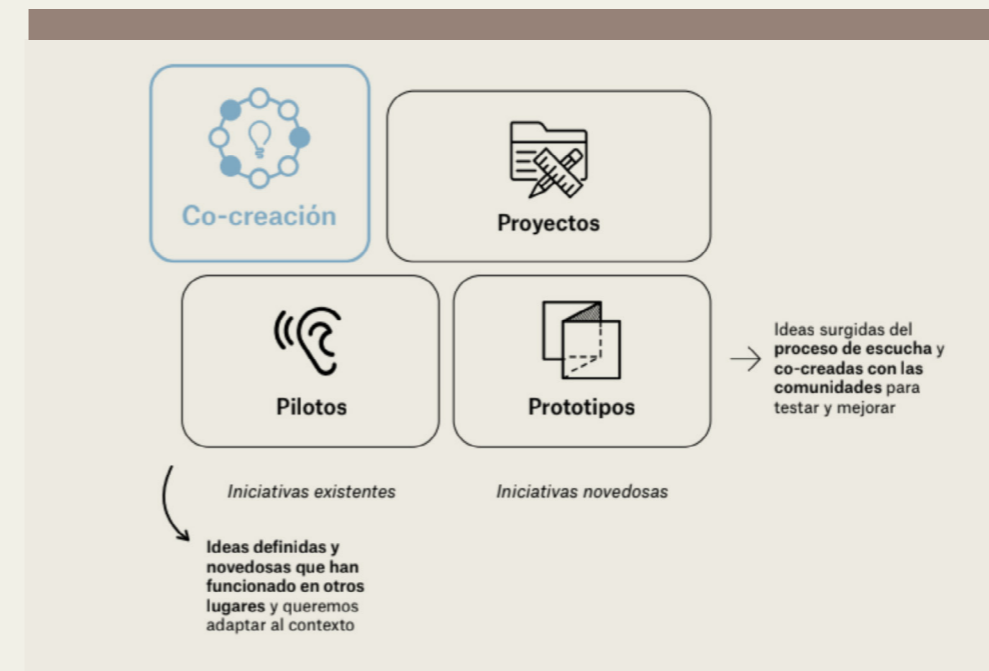 Co-creación
Proyectos
Pilotos
Prototipos
Ideas surgidas del
proceso de escucha y
co-creadas con las
comunidades para
testar y mejorar
Iniciativas existentes
Iniciativas novedosas
Ideas definidas y
novedosas que han
funcionado en otros
lugares y queremos
adaptar al contexto